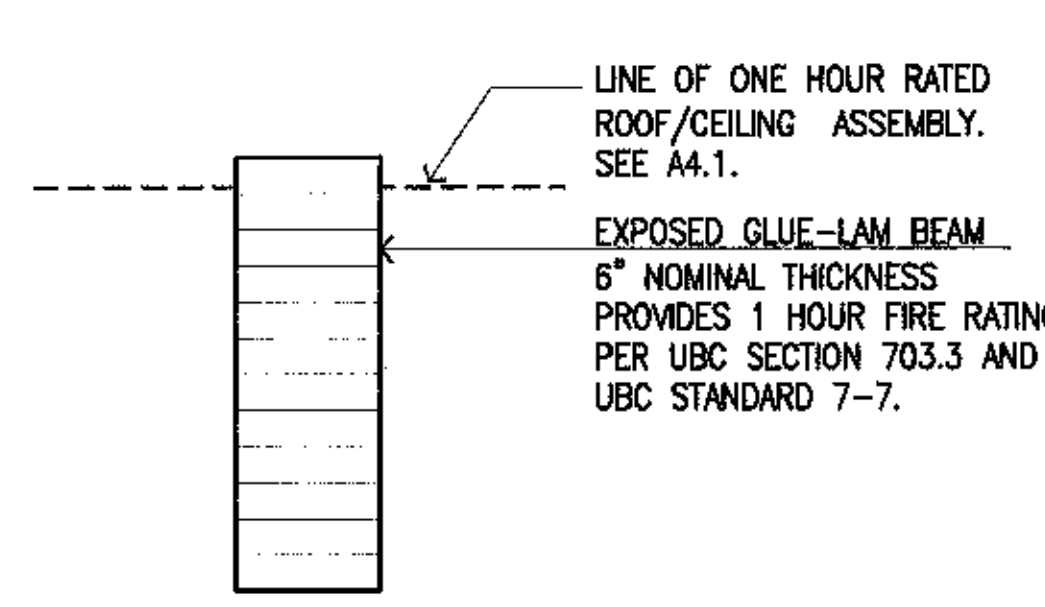 LINE OF ONE HOUR RATED
ROOF/CEILING ASSEMBLY.
SEE A4.1.
EXPOSED GLUE-LAM BEAM
6" NOMINAL THICKNESS
PROVIDES 1 HOUR FIRE RATING
PER UBC SECTION 703.3 AND
UBC STANDARD 7-7.